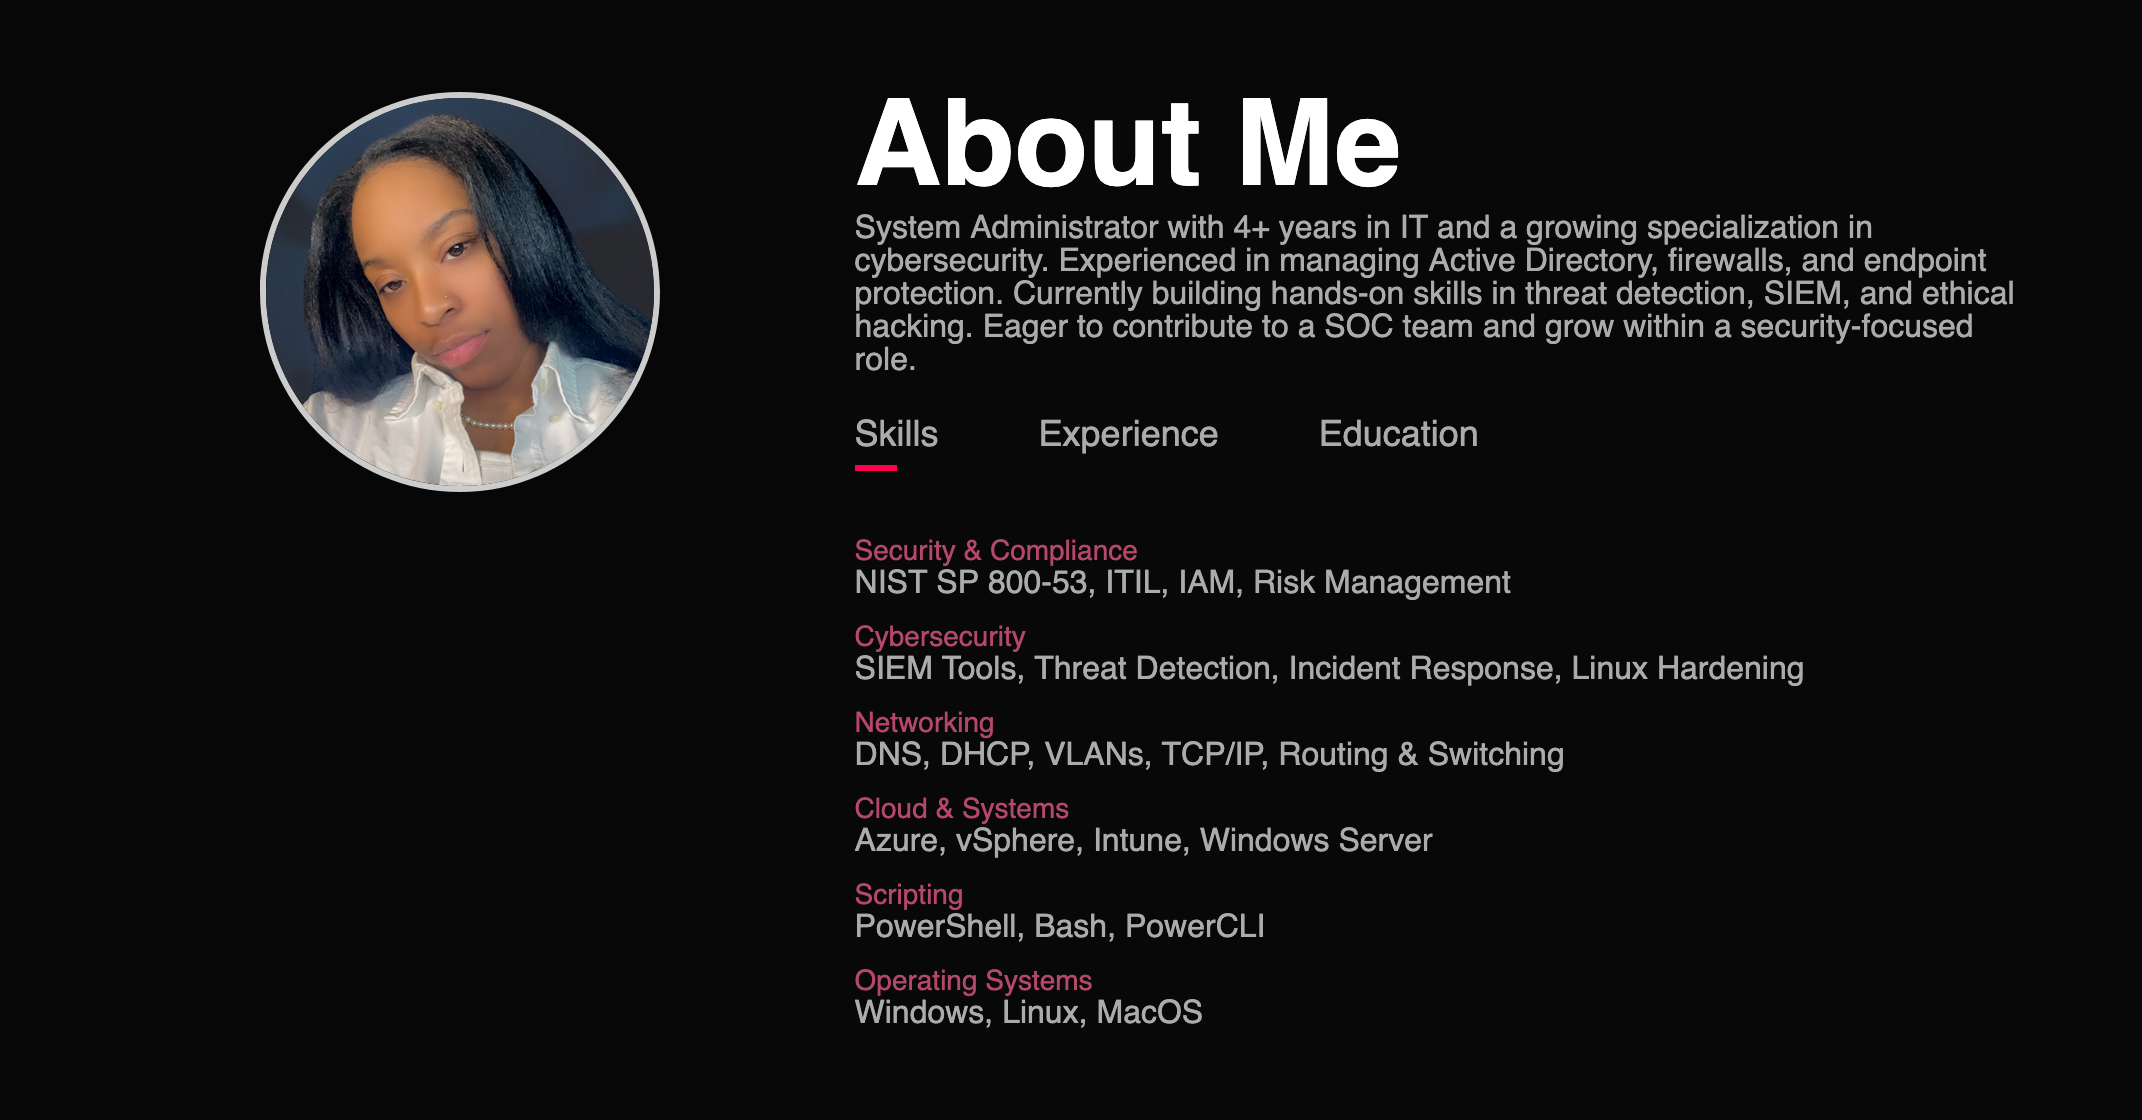 About Me
System Administrator with 4+ years in IT and a growing specialization in
cybersecurity. Experienced in managing Active Directory, firewalls, and endpoint
protection. Currently building hands-on skills in threat detection, SIEM, and ethical
hacking. Eager to contribute to a SOC team and grow within a security-focused
role.
Skills Experience Education
Security & Compliance
NIST SP 800-53, ITIL, IAM, Risk Management
Cybersecurity
SIEM Tools, Threat Detection, Incident Response, Linux Hardening
Networking
DNS, DHCP, VLANs, TCP/IP, Routing & Switching
Cloud & Systems
Azure, vSphere, Intune, Windows Server
Scripting
PowerShell, Bash, PowerCLI
Operating Systems
Windows, Linux, MacOS